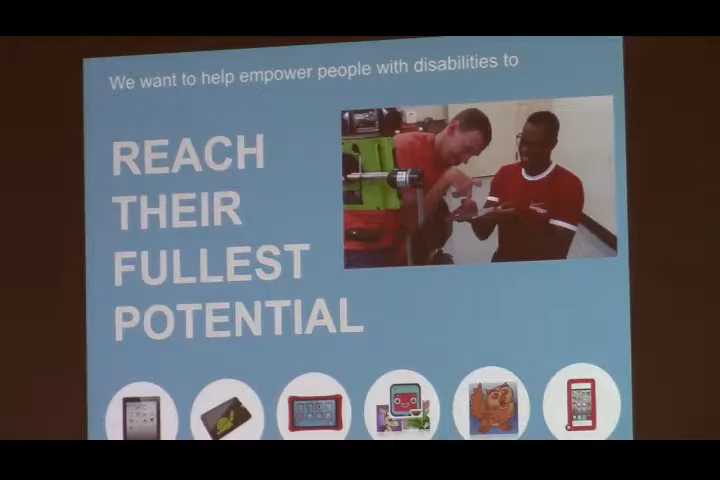 We want to help empower people with disabilities to
REACH
THEIR
FULLEST
POTENTIAL